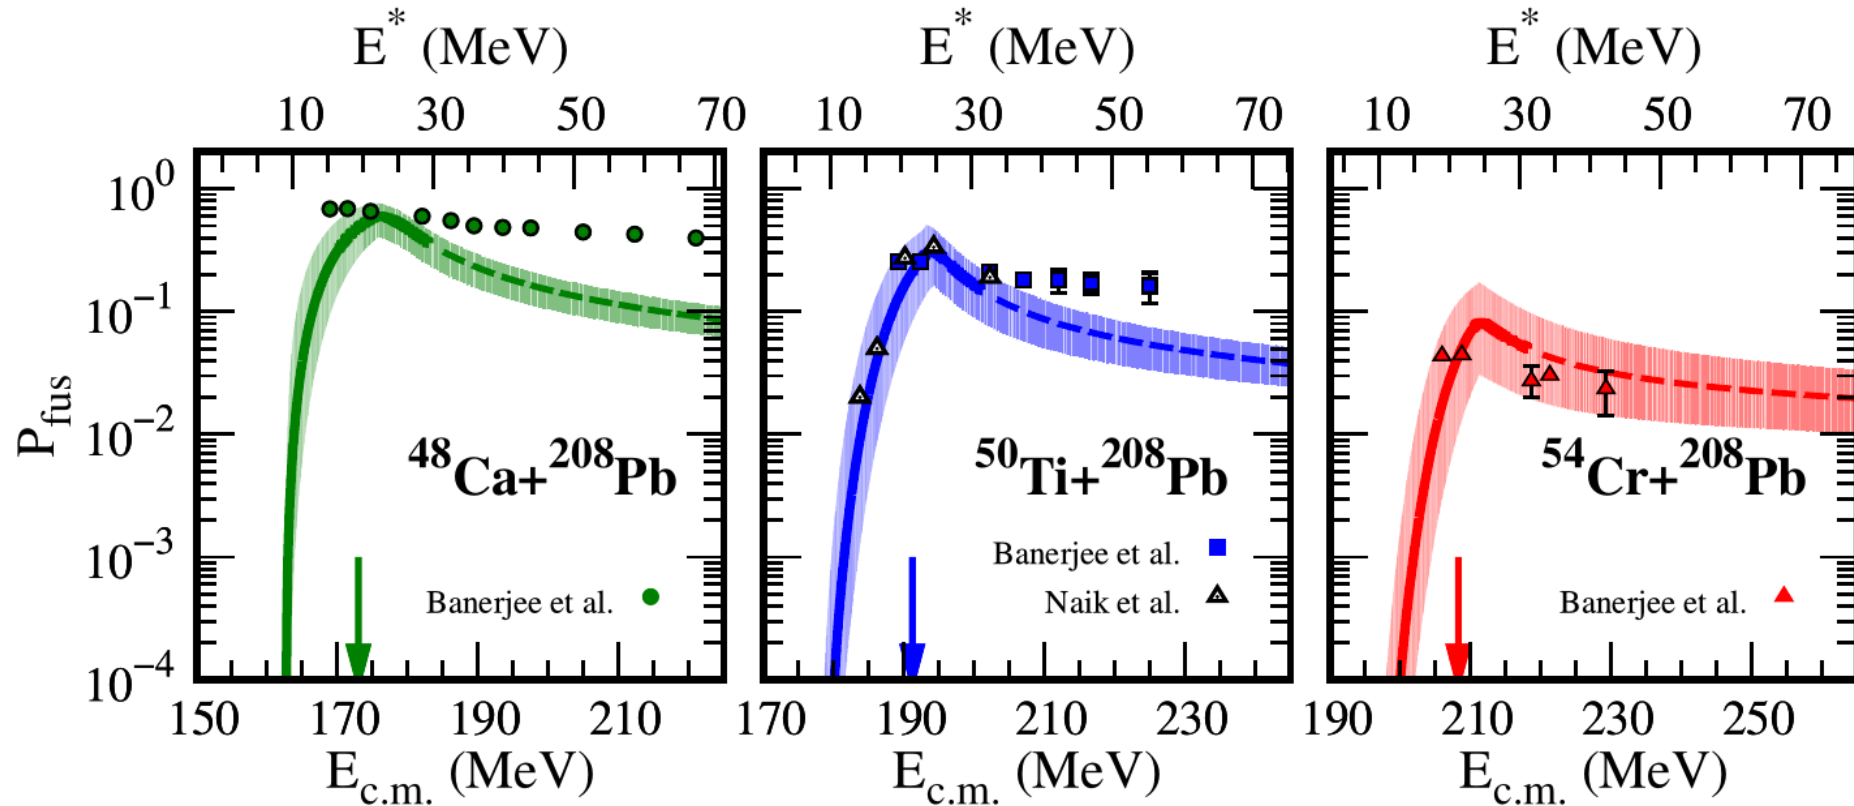 E* (MeV) E* (MeV) E* (MeV)
10 30 50 70 10 30 50 70 10 30 50 70
10⁰
10⁻¹
10⁻²
10⁻³
10⁻⁴
P_fus
⁴⁸Ca+²⁰⁸Pb ⁵⁰Ti+²⁰⁸Pb ⁵⁴Cr+²⁰⁸Pb
Banerjee et al.
Banerjee et al.
Naik et al.
Banerjee et al.
150 170 190 210 170 190 210 230 190 210 230 250
E_c.m. (MeV) E_c.m. (MeV) E_c.m. (MeV)